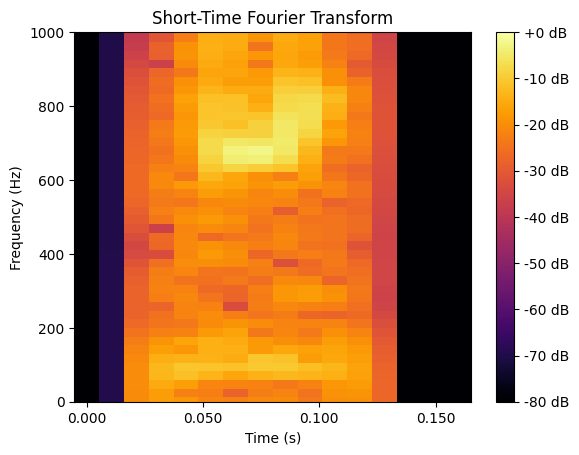 Short-Time Fourier Transform
1000
800
600
400
200
0
Frequency (Hz)
0.000
0.050
0.100
0.150
Time (s)
+0 dB
-10 dB
-20 dB
-30 dB
-40 dB
-50 dB
-60 dB
-70 dB
-80 dB